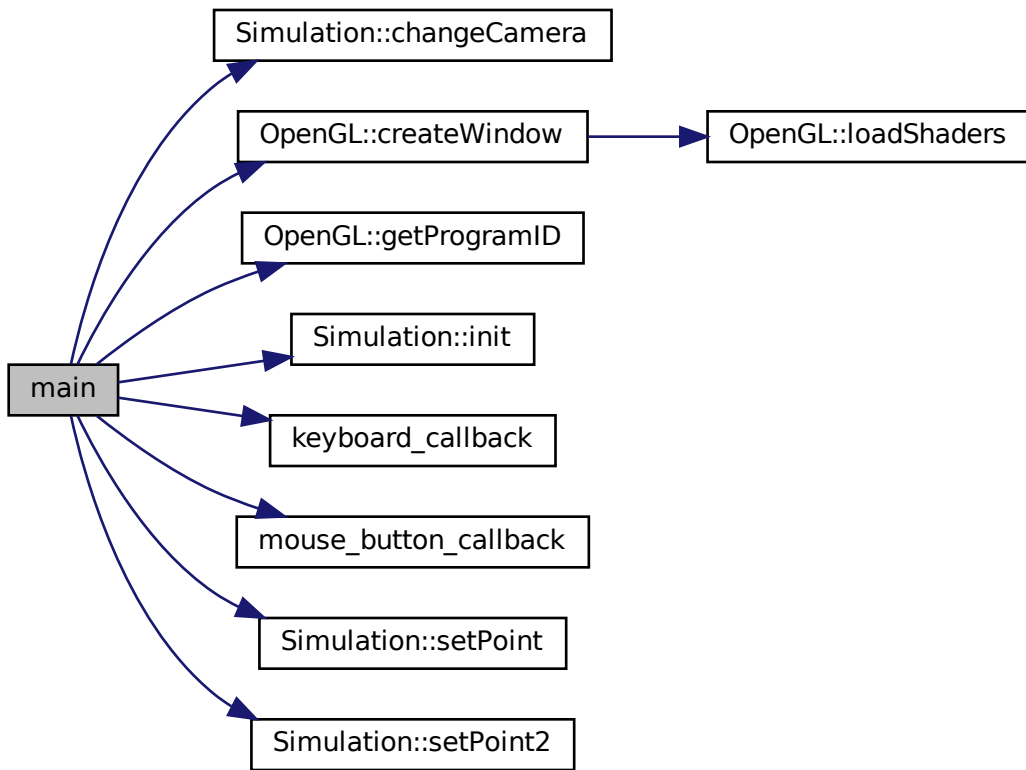 Simulation::changeCamera
OpenGL::createWindow
OpenGL::loadShaders
OpenGL::getProgramID
Simulation::init
main
keyboard_callback
mouse_button_callback
Simulation::setPoint
Simulation::setPoint2